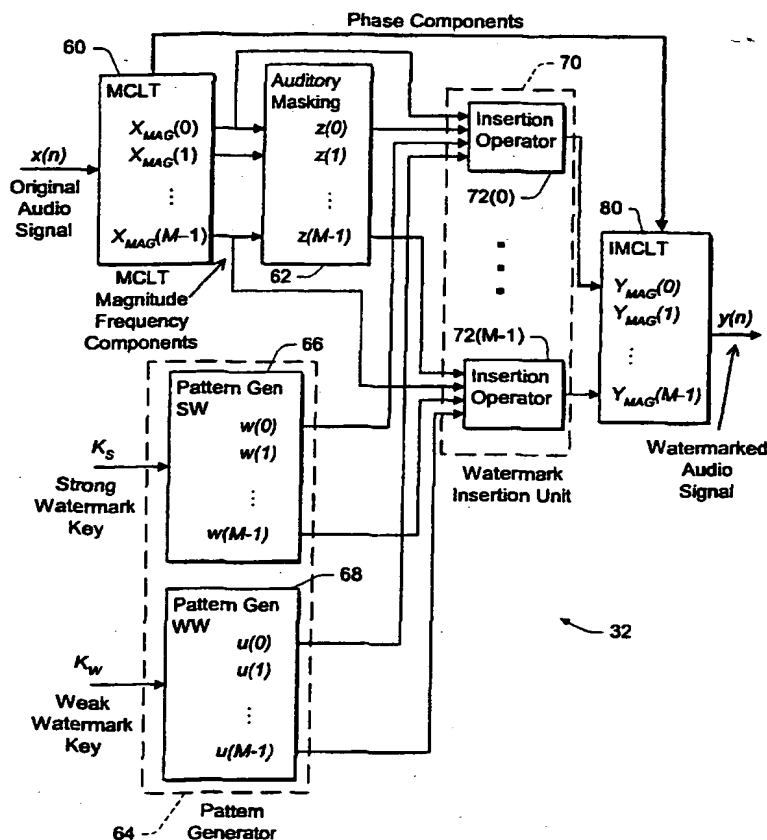 Phase Components
60
MCLT
X_MAG(0)
X_MAG(1)
⋮
X_MAG(M-1)
x(n)
Original
Audio
Signal
MCLT
Magnitude
Frequency
Components
Auditory
Masking
z(0)
z(1)
⋮
z(M-1)
62
70
Insertion
Operator
72(0)
⋮
72(M-1)
Insertion
Operator
Watermark
Insertion Unit
80
IMCLT
Y_MAG(0)
Y_MAG(1)
⋮
Y_MAG(M-1)
y(n)
Watermarked
Audio
Signal
66
Pattern Gen
SW
w(0)
w(1)
⋮
w(M-1)
K_S
Strong
Watermark
Key
68
Pattern Gen
WW
u(0)
u(1)
⋮
u(M-1)
K_W
Weak
Watermark
Key
32
64
Pattern
Generator